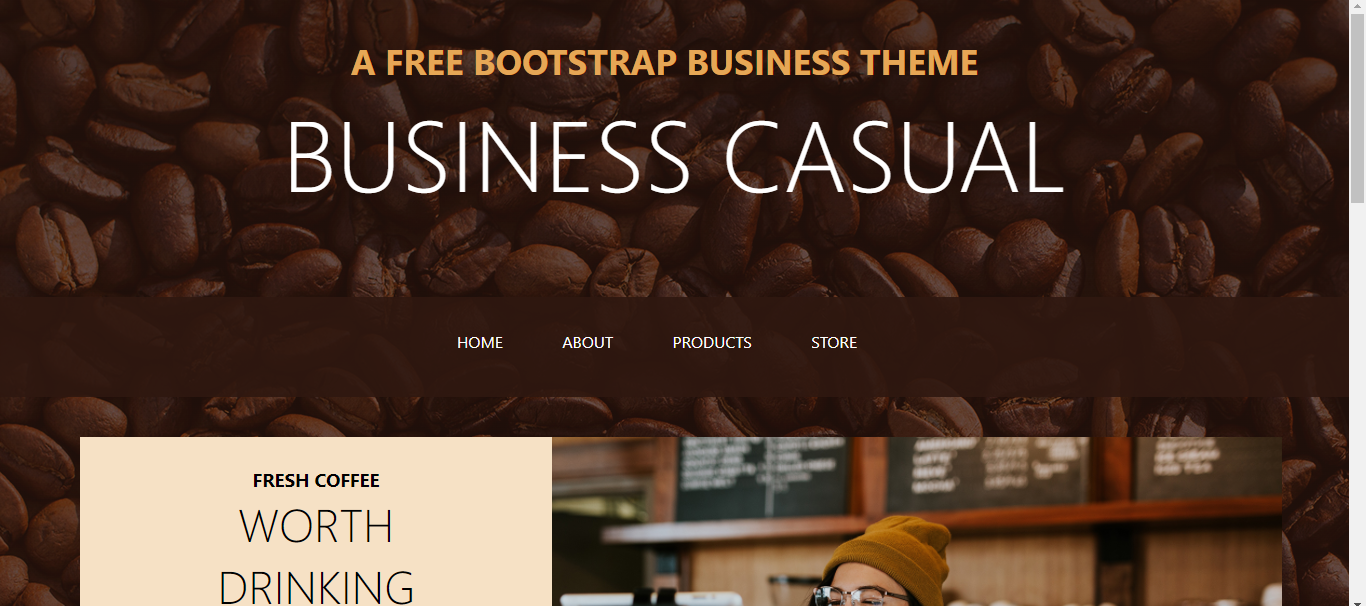 A FREE BOOTSTRAP BUSINESS THEME
BUSINESS CASUAL
HOME ABOUT PRODUCTS STORE
FRESH COFFEE
WORTH
DRINKING